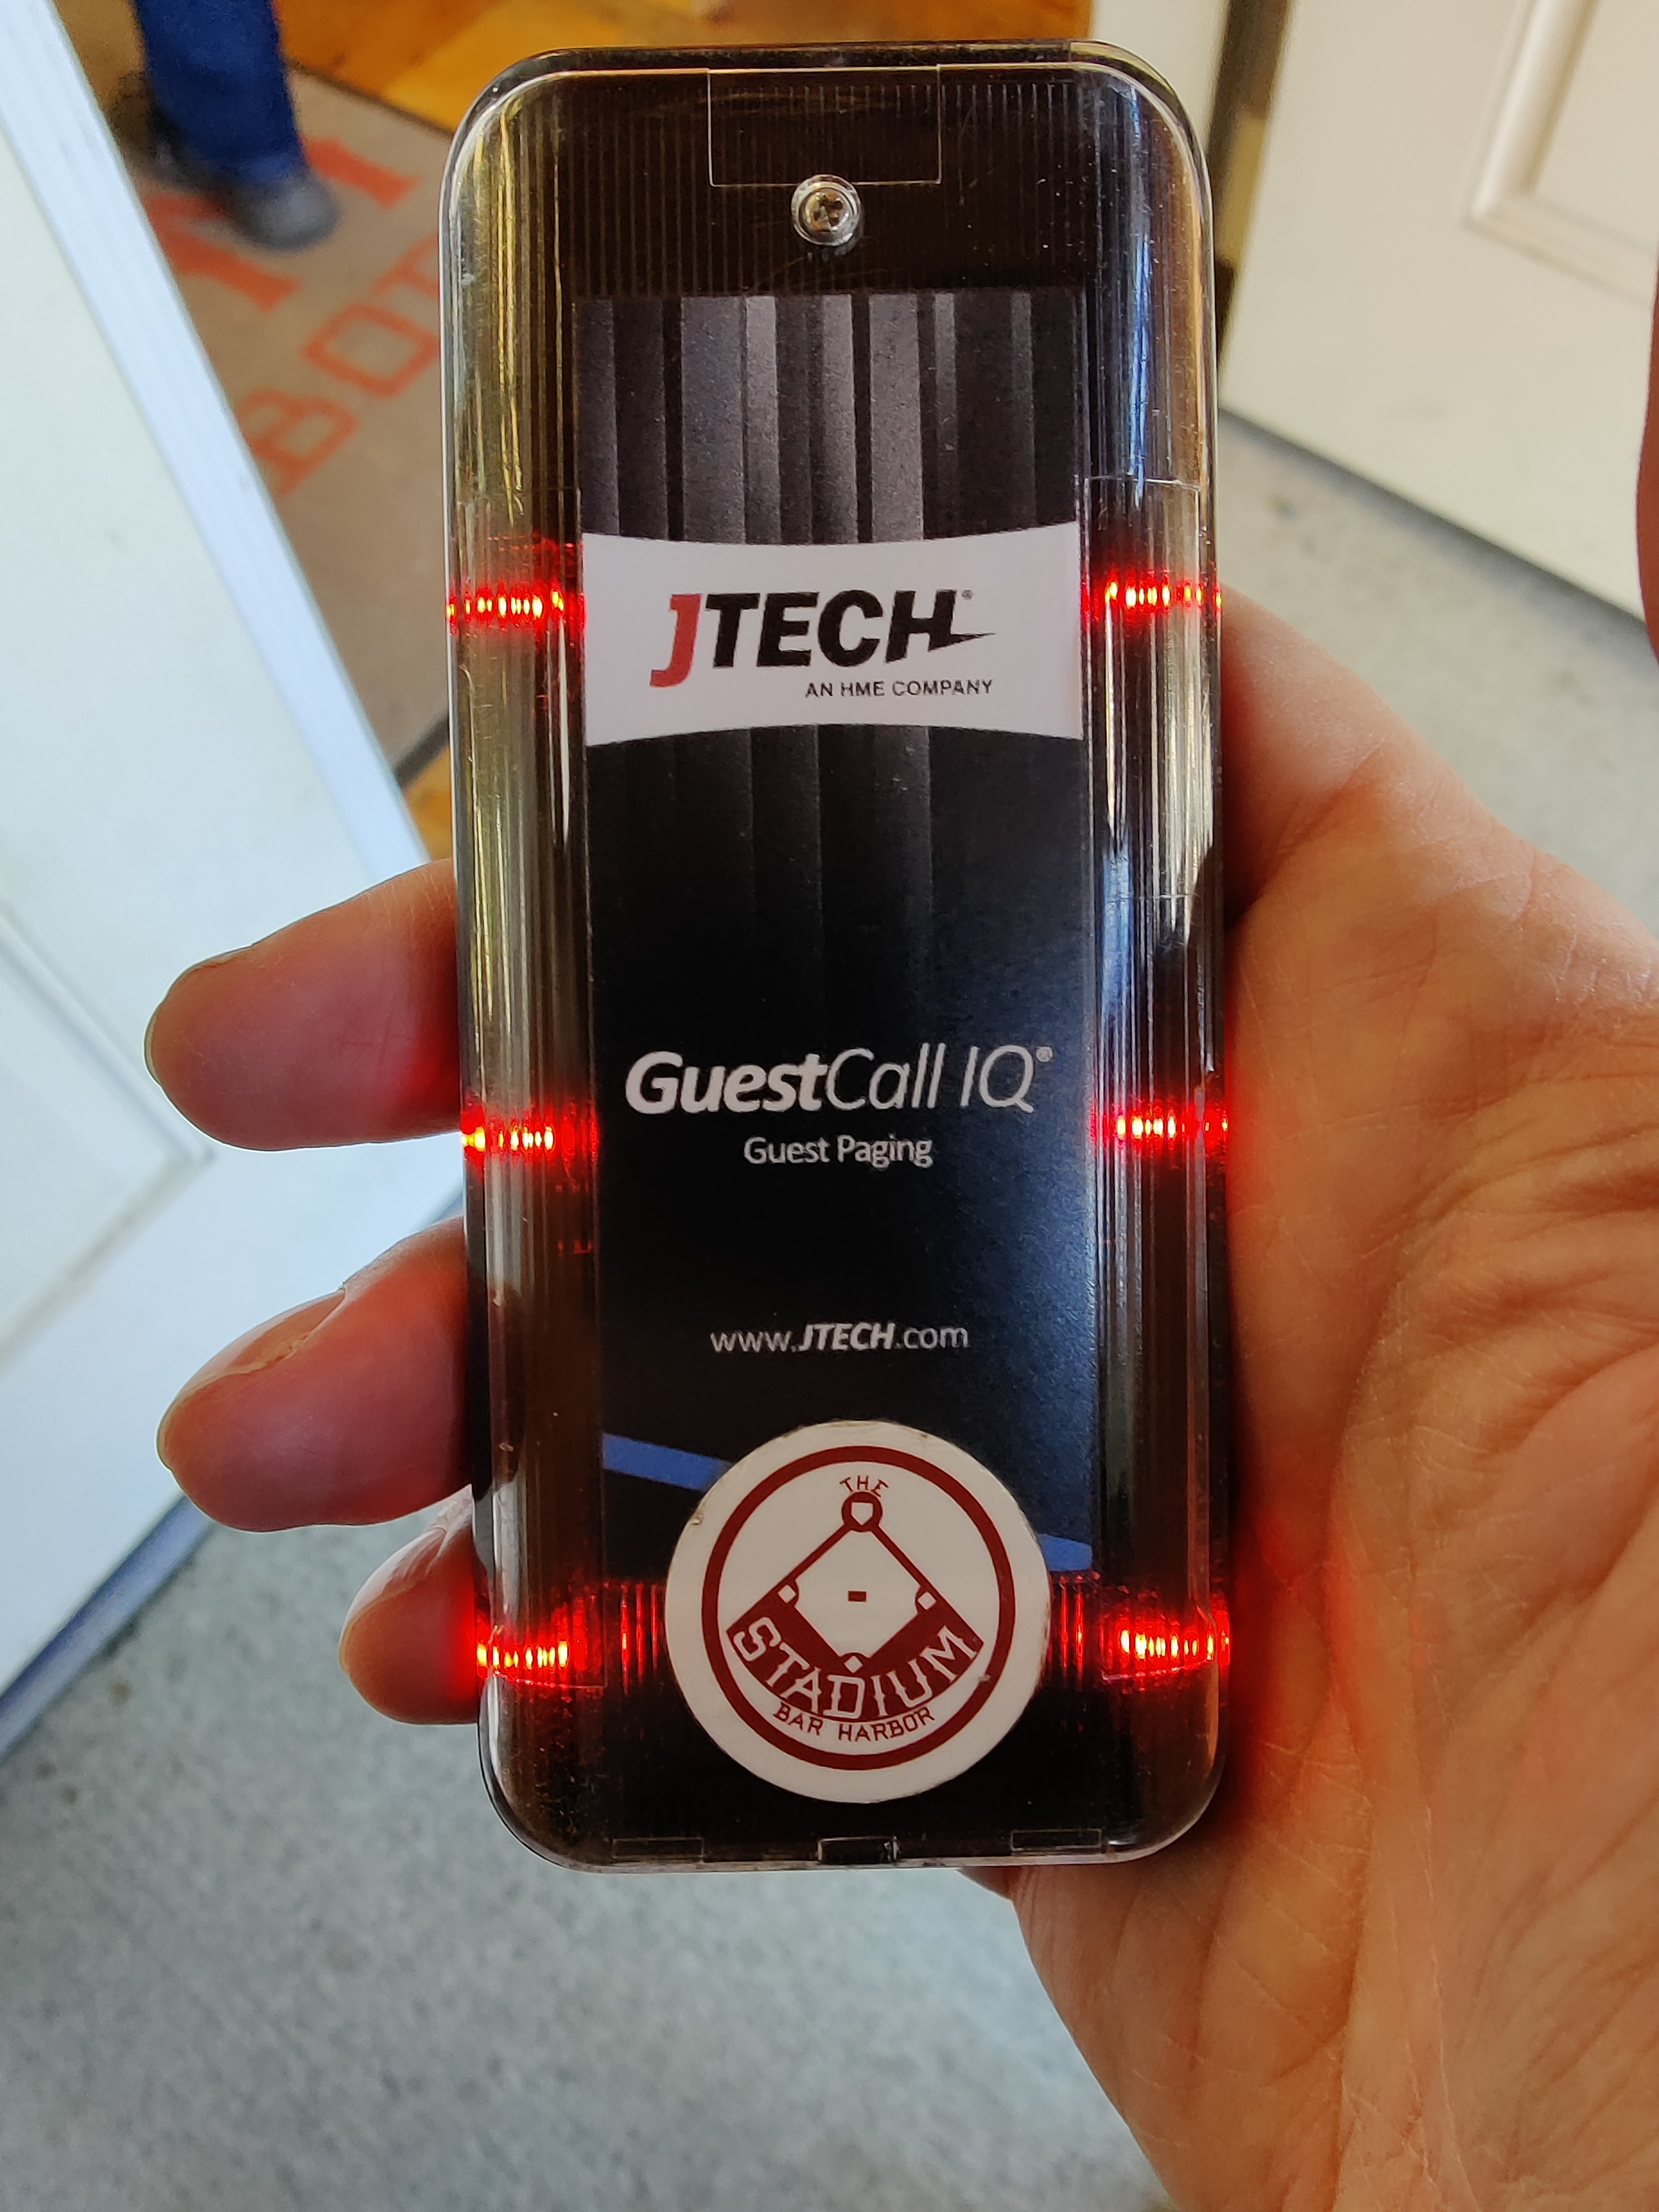 JTECH®
AN HME COMPANY
GuestCall IQ®
Guest Paging
www.JTECH.com
THE
STADIUM
BAR HARBOR